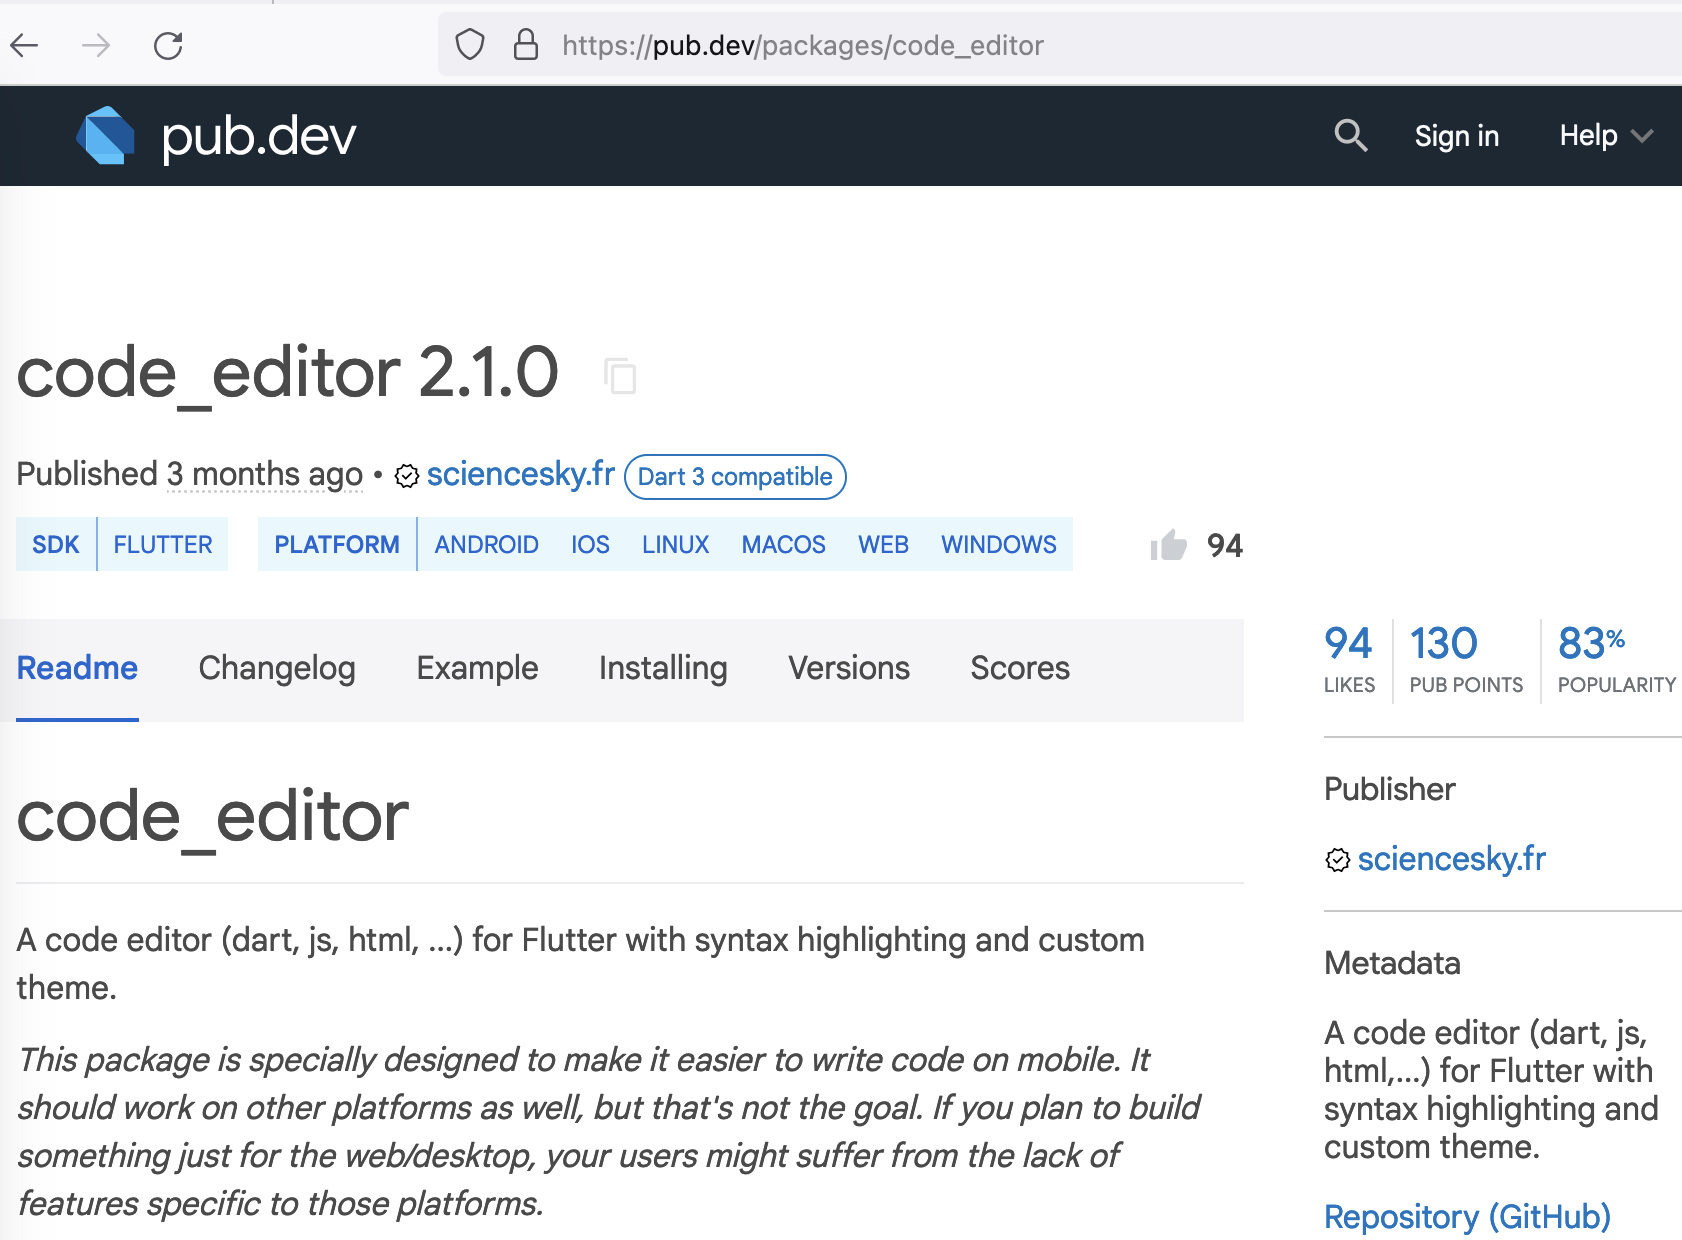 https://pub.dev/packages/code_editor
pub.dev
Sign in
Help
code_editor 2.1.0
Published 3 months ago • sciencesky.fr Dart 3 compatible
SDK FLUTTER PLATFORM ANDROID IOS LINUX MACOS WEB WINDOWS 94
Readme Changelog Example Installing Versions Scores
code_editor
A code editor (dart, js, html, ...) for Flutter with syntax highlighting and custom
theme.
This package is specially designed to make it easier to write code on mobile. It
should work on other platforms as well, but that's not the goal. If you plan to build
something just for the web/desktop, your users might suffer from the lack of
features specific to those platforms.
94 130 83%
LIKES PUB POINTS POPULARITY
Publisher
sciencesky.fr
Metadata
A code editor (dart, js,
html,...) for Flutter with
syntax highlighting and
custom theme.
Repository (GitHub)